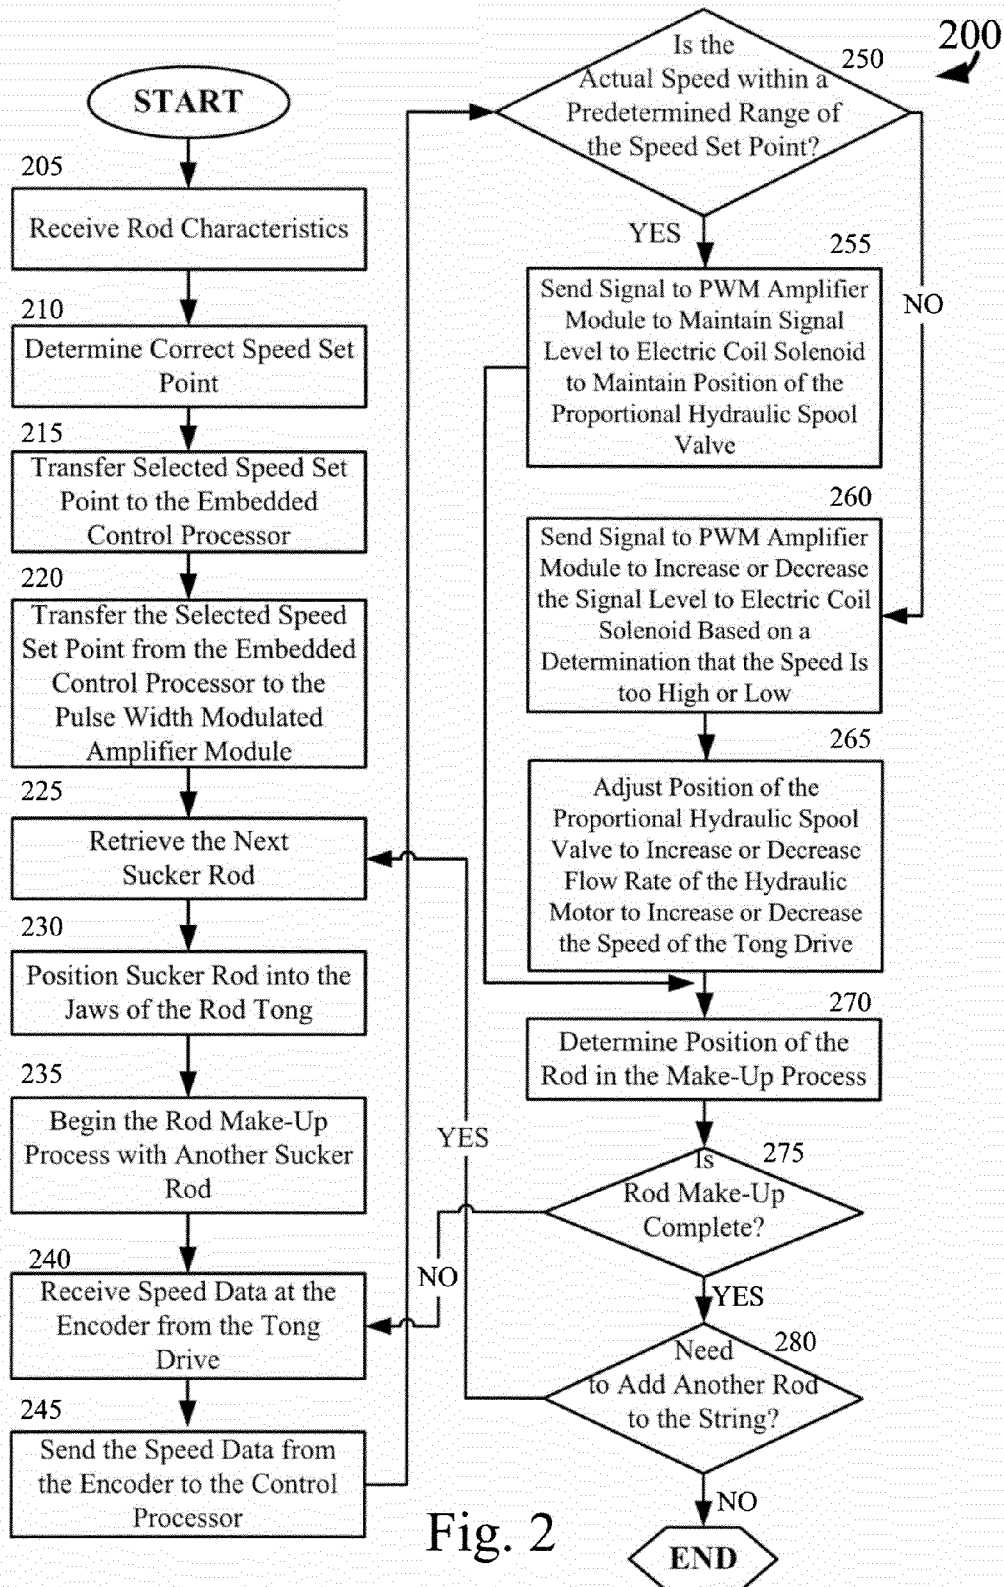 200
START
205
Receive Rod Characteristics
210
Determine Correct Speed Set
Point
215
Transfer Selected Speed Set
Point to the Embedded
Control Processor
220
Transfer the Selected Speed
Set Point from the Embedded
Control Processor to the
Pulse Width Modulated
Amplifier Module
225
Retrieve the Next
Sucker Rod
230
Position Sucker Rod into the
Jaws of the Rod Tong
235
Begin the Rod Make-Up
Process with Another Sucker
Rod
240
Receive Speed Data at the
Encoder from the Tong
Drive
245
Send the Speed Data from
the Encoder to the Control
Processor
250
Is the
Actual Speed within a
Predetermined Range of
the Speed Set Point?
YES
NO
255
Send Signal to PWM Amplifier
Module to Maintain Signal
Level to Electric Coil Solenoid
to Maintain Position of the
Proportional Hydraulic Spool
Valve
260
Send Signal to PWM Amplifier
Module to Increase or Decrease
the Signal Level to Electric Coil
Solenoid Based on a
Determination that the Speed Is
too High or Low
265
Adjust Position of the
Proportional Hydraulic Spool
Valve to Increase or Decrease
Flow Rate of the Hydraulic
Motor to Increase or Decrease
the Speed of the Tong Drive
270
Determine Position of the
Rod in the Make-Up Process
275
Is
Rod Make-Up
Complete?
NO
YES
280
Need
to Add Another Rod
to the String?
YES
NO
END
Fig. 2